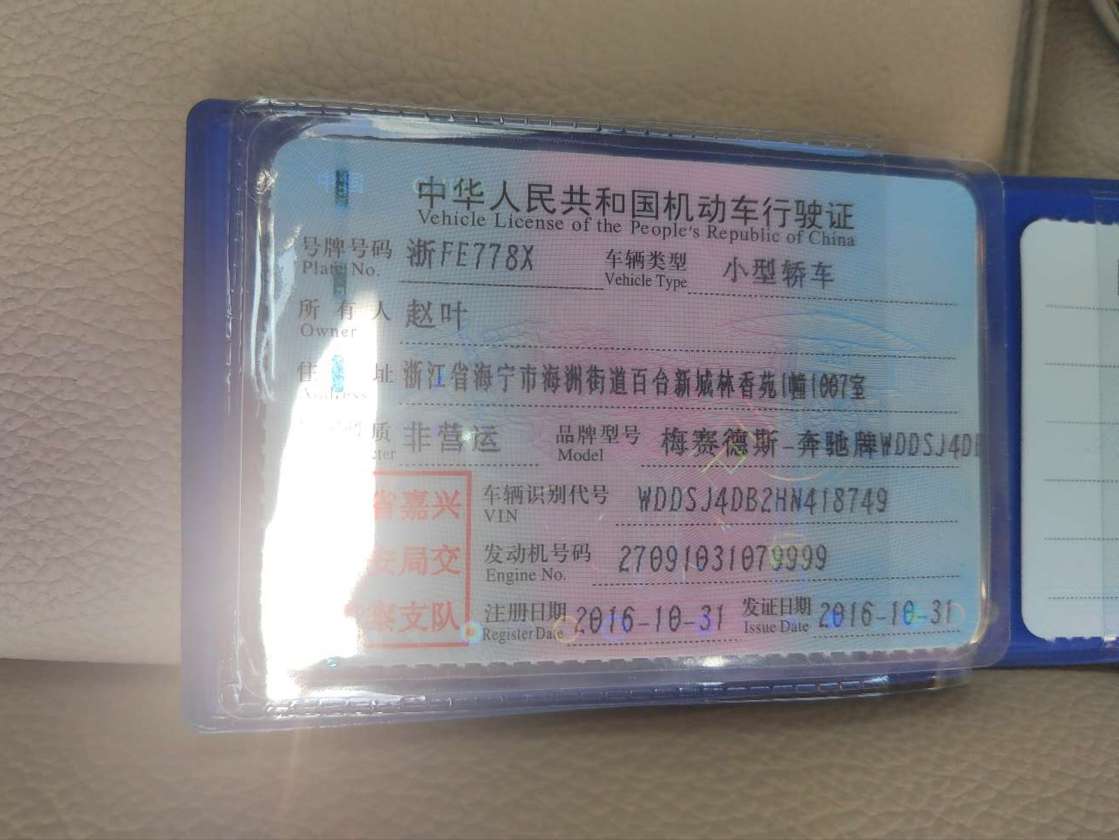 中华人民共和国机动车行驶证
Vehicle License of the People's Republic of China
号牌号码 浙FE778X 车辆类型 小型轿车
Plate No. Vehicle Type
所有人 赵叶
Owner
住址 浙江省海宁市海洲街道百合新城林香苑1幢1007室
Address
质 非营运 品牌型号 梅赛德斯-奔驰牌WDDSJ4DB
Model
省嘉兴 车辆识别代号 WDDSJ4DB2HN418749
VIN
安局交 发动机号码 27091031079999
Engine No.
察支队 注册日期 2016-10-31 发证日期 2016-10-31
Register Date Issue Date